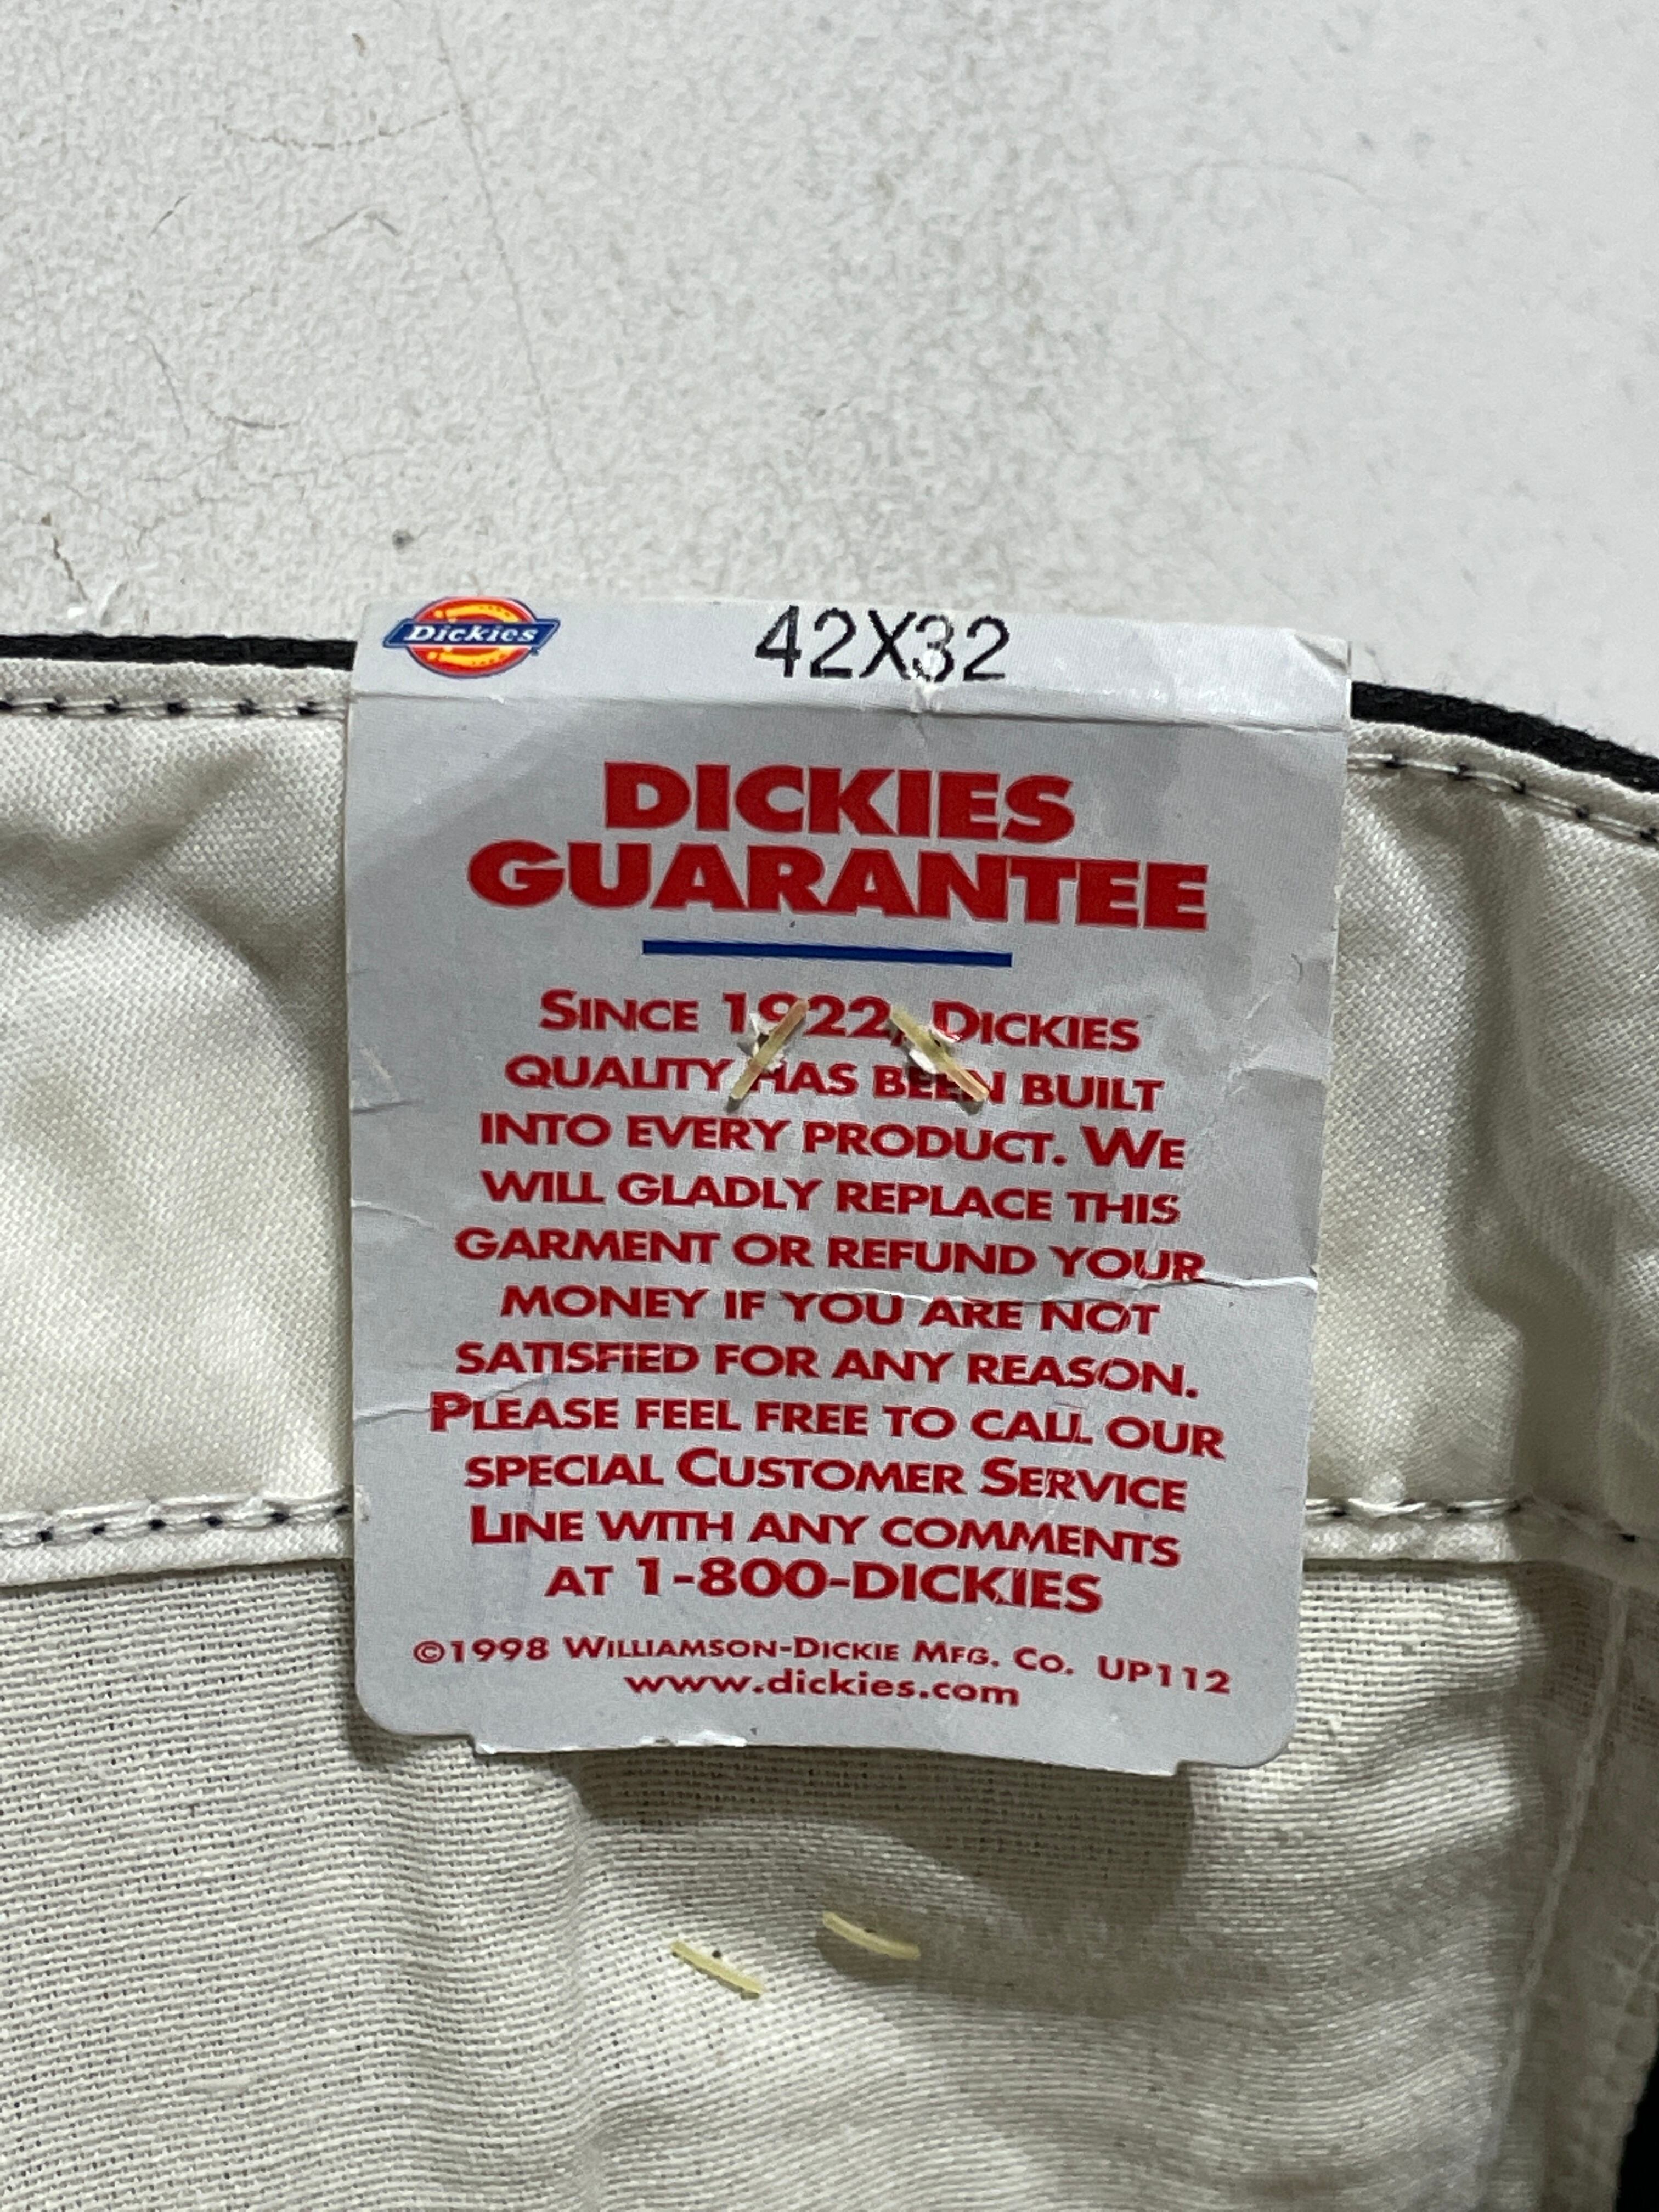 Dickies 42X32
DICKIES
GUARANTEE
SINCE 1922, DICKIES
QUALITY HAS BEEN BUILT
INTO EVERY PRODUCT. WE
WILL GLADLY REPLACE THIS
GARMENT OR REFUND YOUR
MONEY IF YOU ARE NOT
SATISFIED FOR ANY REASON.
PLEASE FEEL FREE TO CALL OUR
SPECIAL CUSTOMER SERVICE
LINE WITH ANY COMMENTS
AT 1-800-DICKIES
©1998 WILLIAMSON-DICKIE MFG. CO. UP112
www.dickies.com